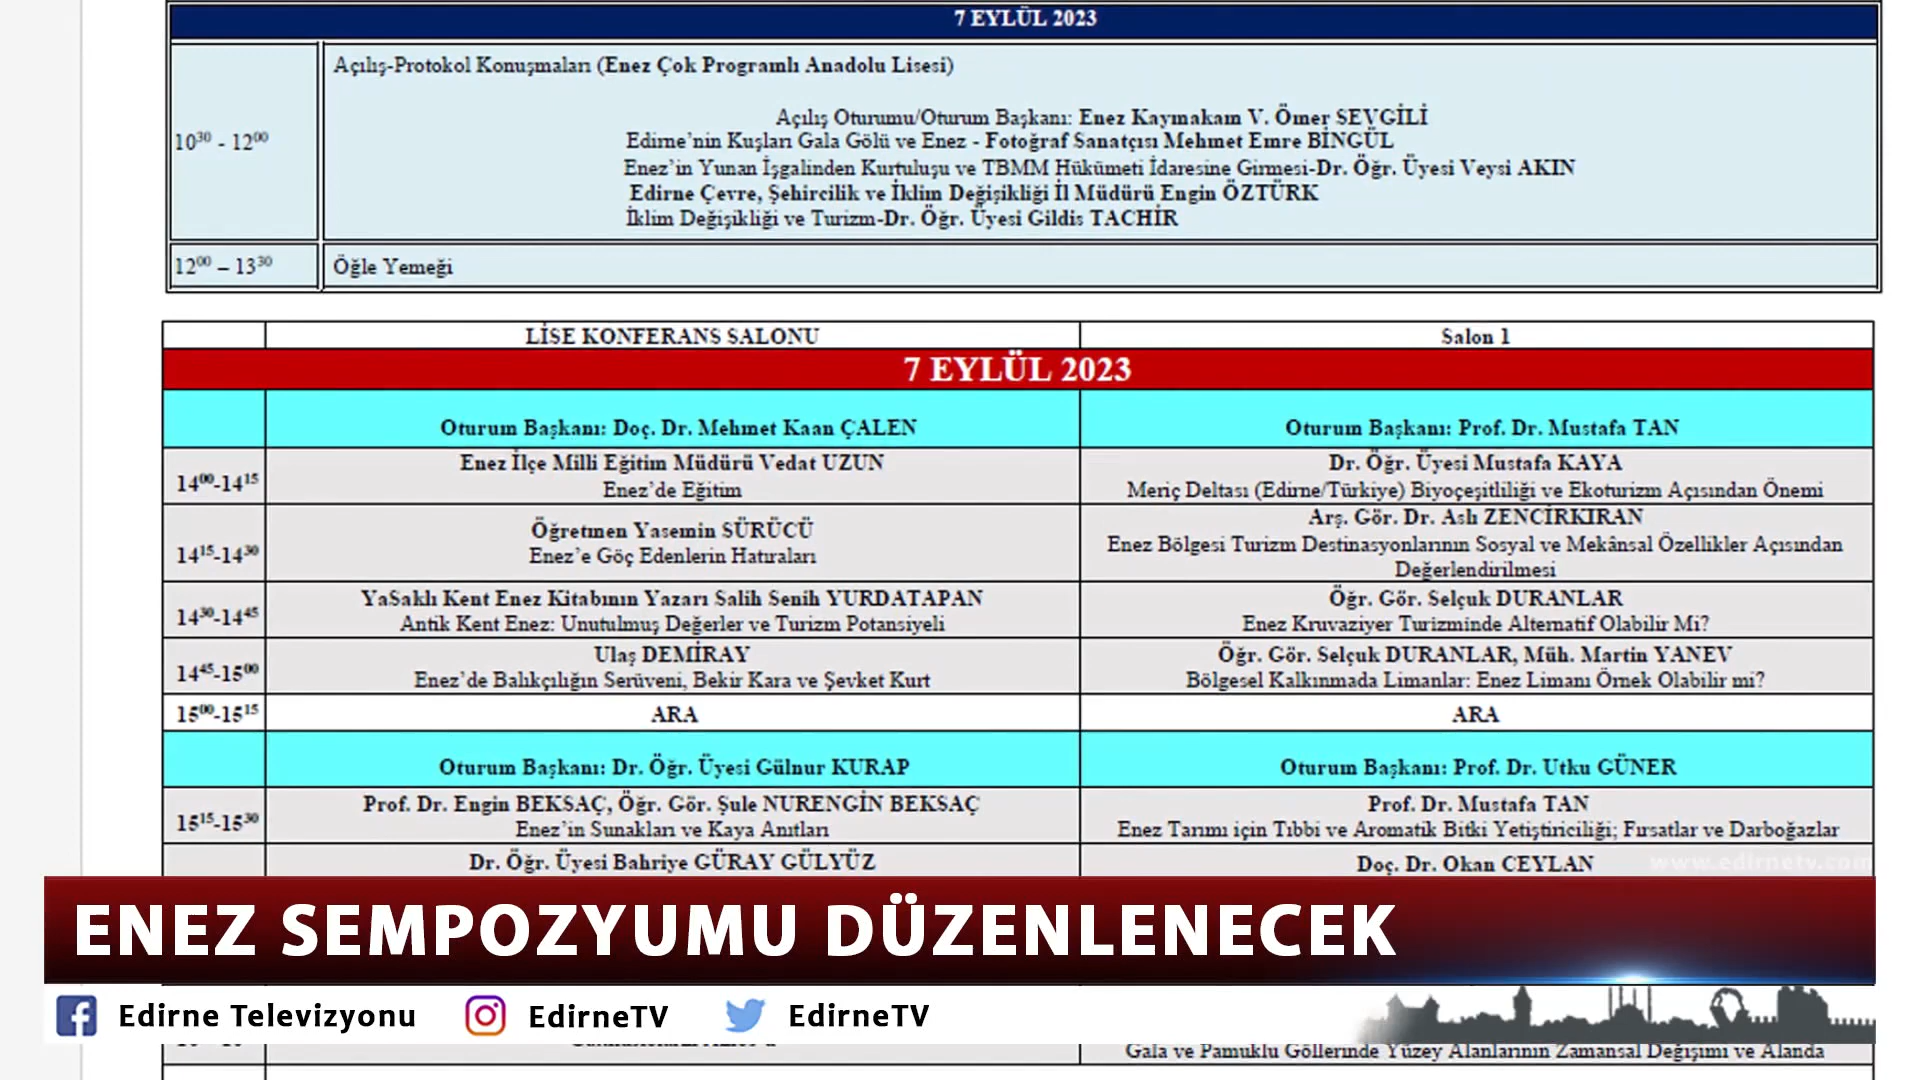 7 EYLÜL 2023
Açılış-Protokol Konuşmaları (Enez Çok Programlı Anadolu Lisesi)
Açılış Oturumu/Oturum Başkanı: Enez Kaymakam V. Ömer SEVGİLİ
10³⁰ - 12⁰⁰
Edirne’nin Kuşları Gala Gölü ve Enez - Fotoğraf Sanatçısı Mehmet Emre BİNGÜL
Enez’in Yunan İşgalinden Kurtuluşu ve TBMM Hükümeti İdaresine Girmesi-Dr. Öğr. Üyesi Veysi AKIN
Edirne Çevre, Şehircilik ve İklim Değişikliği İl Müdürü Engin ÖZTÜRK
İklim Değişikliği ve Turizm-Dr. Öğr. Üyesi Gildis TACHİR
12⁰⁰ – 13³⁰ Öğle Yemeği
LİSE KONFERANS SALONU Salon 1
7 EYLÜL 2023
Oturum Başkanı: Doç. Dr. Mehmet Kaan ÇALEN Oturum Başkanı: Prof. Dr. Mustafa TAN
14⁰⁰-14¹⁵
Enez İlçe Milli Eğitim Müdürü Vedat UZUN
Enez’de Eğitim
Dr. Öğr. Üyesi Mustafa KAYA
Meriç Deltası (Edirne/Türkiye) Biyoçeşitliliği ve Ekoturizm Açısından Önemi
14¹⁵-14³⁰
Öğretmen Yasemin SÜRÜCÜ
Enez’e Göç Edenlerin Hatıraları
Arş. Gör. Dr. Aslı ZENCİRKIRAN
Enez Bölgesi Turizm Destinasyonlarının Sosyal ve Mekânsal Özellikler Açısından
Değerlendirilmesi
14³⁰-14⁴⁵
YaSaklı Kent Enez Kitabının Yazarı Salih Senih YURDATAPAN
Antik Kent Enez: Unutulmuş Değerler ve Turizm Potansiyeli
Öğr. Gör. Selçuk DURANLAR
Enez Kruvaziyer Turizminde Alternatif Olabilir Mi?
14⁴⁵-15⁰⁰
Ulaş DEMİRAY
Enez’de Balıkçılığın Serüveni, Bekir Kara ve Şevket Kurt
Öğr. Gör. Selçuk DURANLAR, Müh. Martin YANEV
Bölgesel Kalkınmada Limanlar: Enez Limanı Örnek Olabilir mi?
15⁰⁰-15¹⁵ ARA ARA
Oturum Başkanı: Dr. Öğr. Üyesi Gülnur KURAP Oturum Başkanı: Prof. Dr. Utku GÜNER
15¹⁵-15³⁰
Prof. Dr. Engin BEKSAÇ, Öğr. Gör. Şule NURENGİN BEKSAÇ
Enez’in Sunakları ve Kaya Anıtları
Prof. Dr. Mustafa TAN
Enez Tarımı için Tıbbi ve Aromatik Bitki Yetiştiriciliği; Fırsatlar ve Darboğazlar
Dr. Öğr. Üyesi Bahriye GÜRAY GÜLYÜZ
Doç. Dr. Okan CEYLAN
www.edirnetv.com
ENEZ SEMPOZYUMU DÜZENLENECEK
Edirne Televizyonu EdirneTV EdirneTV
Gala ve Pamuklu Göllerinde Yüzey Alanlarının Zamansal Değişimi ve Alanda